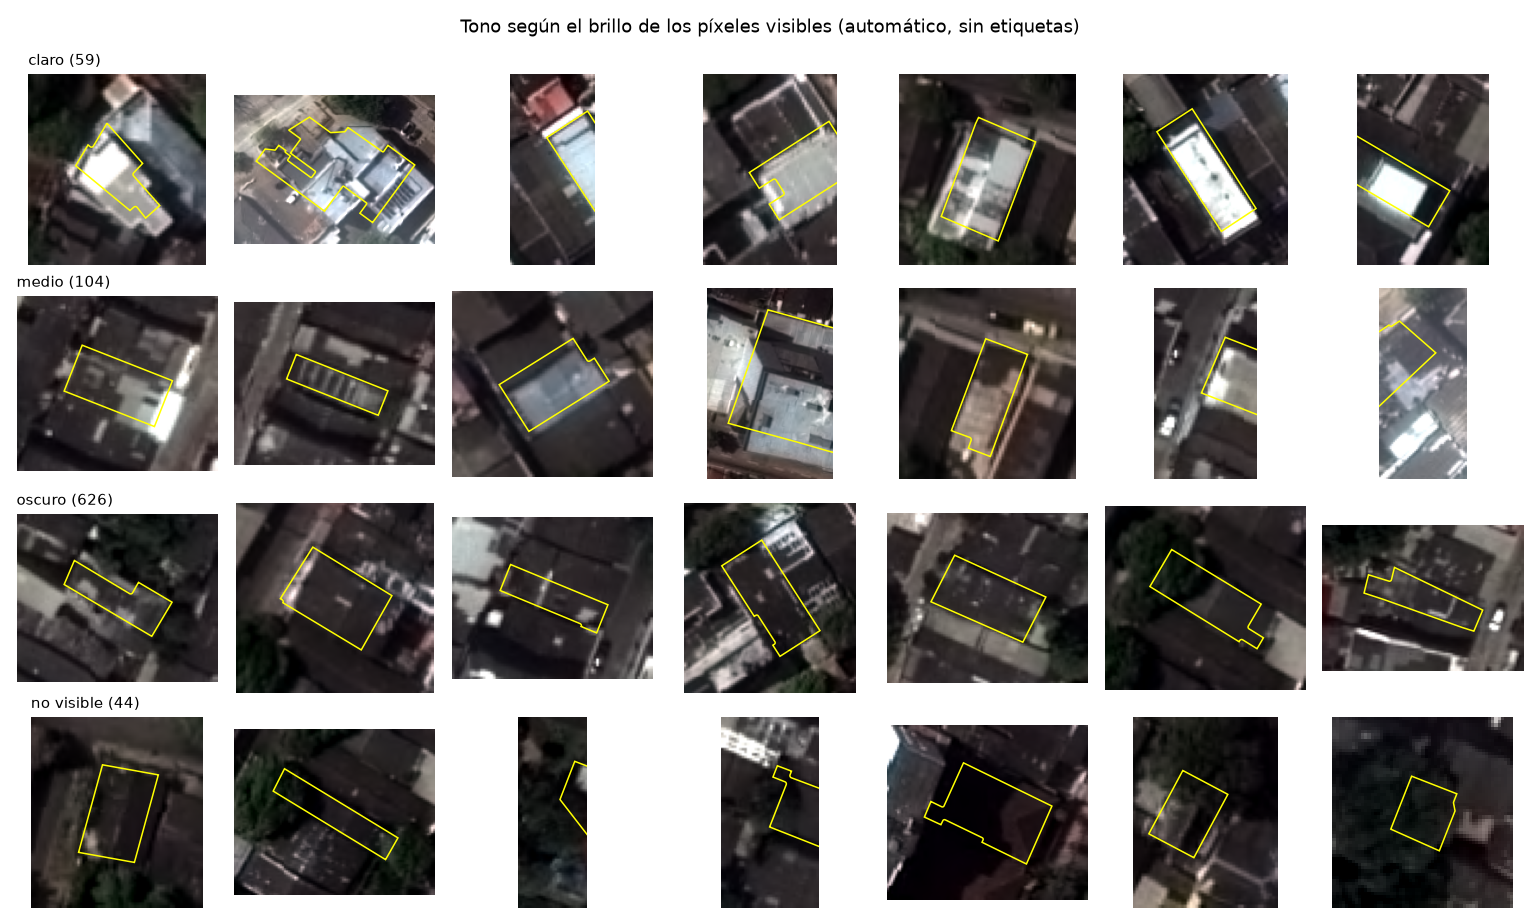 Tono según el brillo de los píxeles visibles (automático, sin etiquetas)
claro (59)
medio (104)
oscuro (626)
no visible (44)